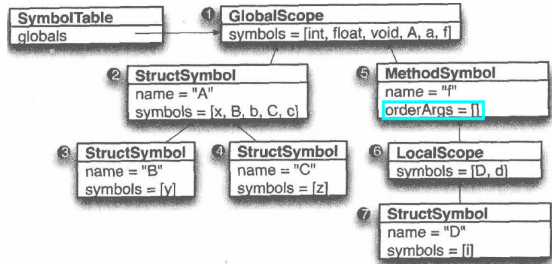 SymbolTable
globals
1
GlobalScope
symbols = [int, float, void, A, a, f]
2
StructSymbol
name = "A"
symbols = [x, B, b, C, c]
5
MethodSymbol
name = "f"
orderArgs = []
3
StructSymbol
name = "B"
symbols = [y]
4
StructSymbol
name = "C"
symbols = [z]
6
LocalScope
symbols = [D, d]
7
StructSymbol
name = "D"
symbols = [i]